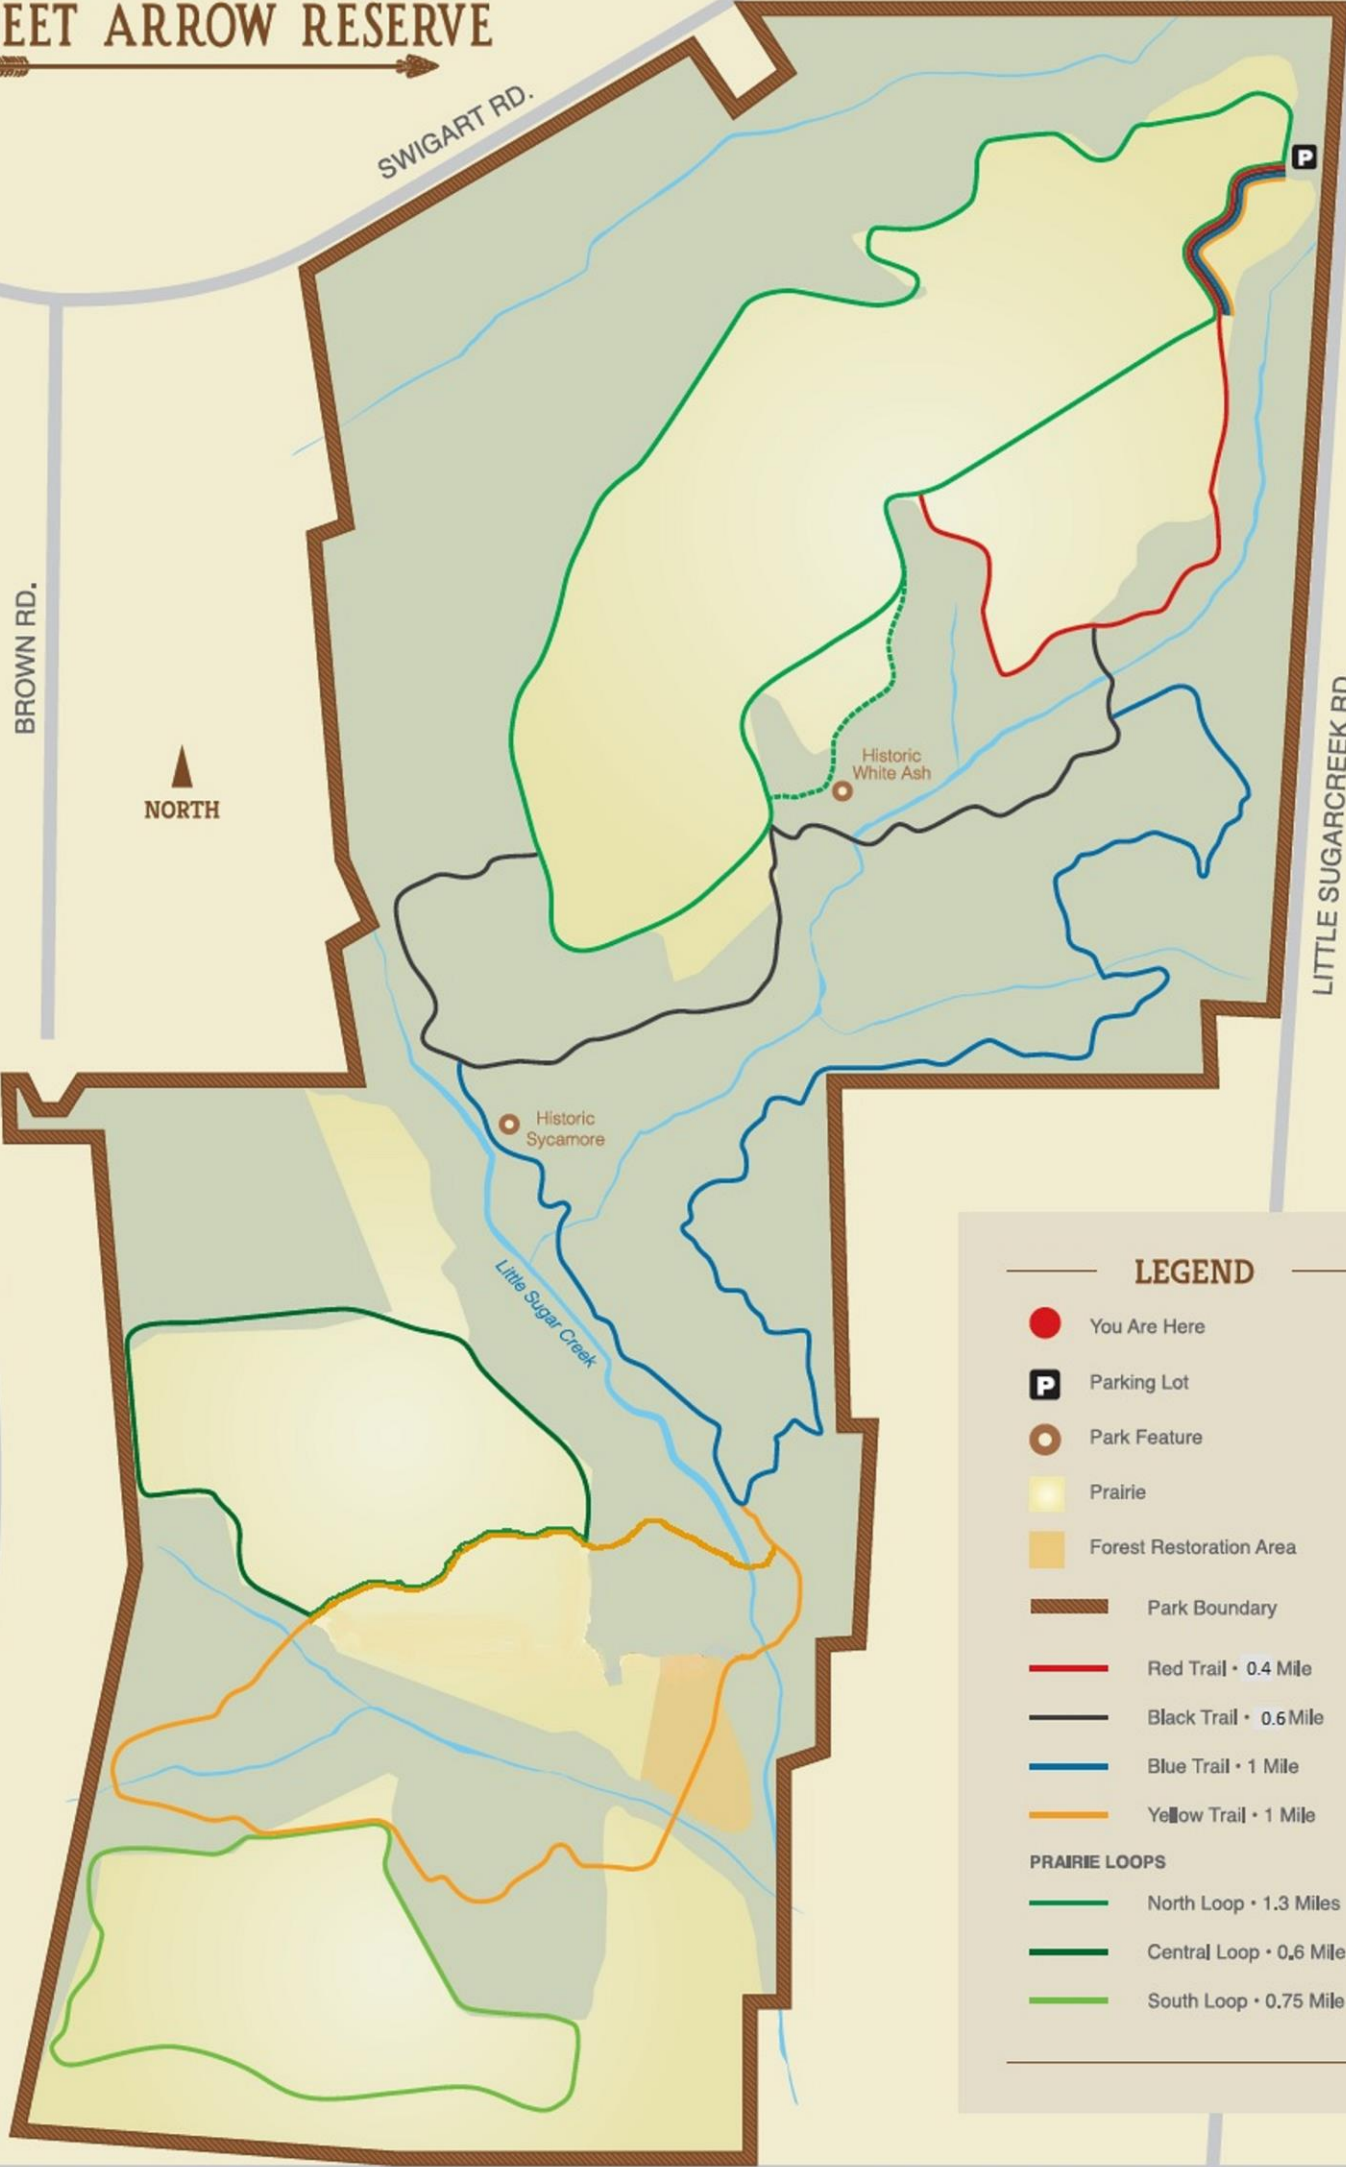 EET ARROW RESERVE
SWIGART RD.
P
BROWN RD.
NORTH
Historic
White Ash
LITTLE SUGARCREEK RD
Historic
Sycamore
Little Sugar Creek
LEGEND
You Are Here
P Parking Lot
Park Feature
Prairie
Forest Restoration Area
Park Boundary
Red Trail • 0.4 Mile
Black Trail • 0.6 Mile
Blue Trail • 1 Mile
Yellow Trail • 1 Mile
PRAIRIE LOOPS
North Loop • 1.3 Miles
Central Loop • 0.6 Mile
South Loop • 0.75 Mile